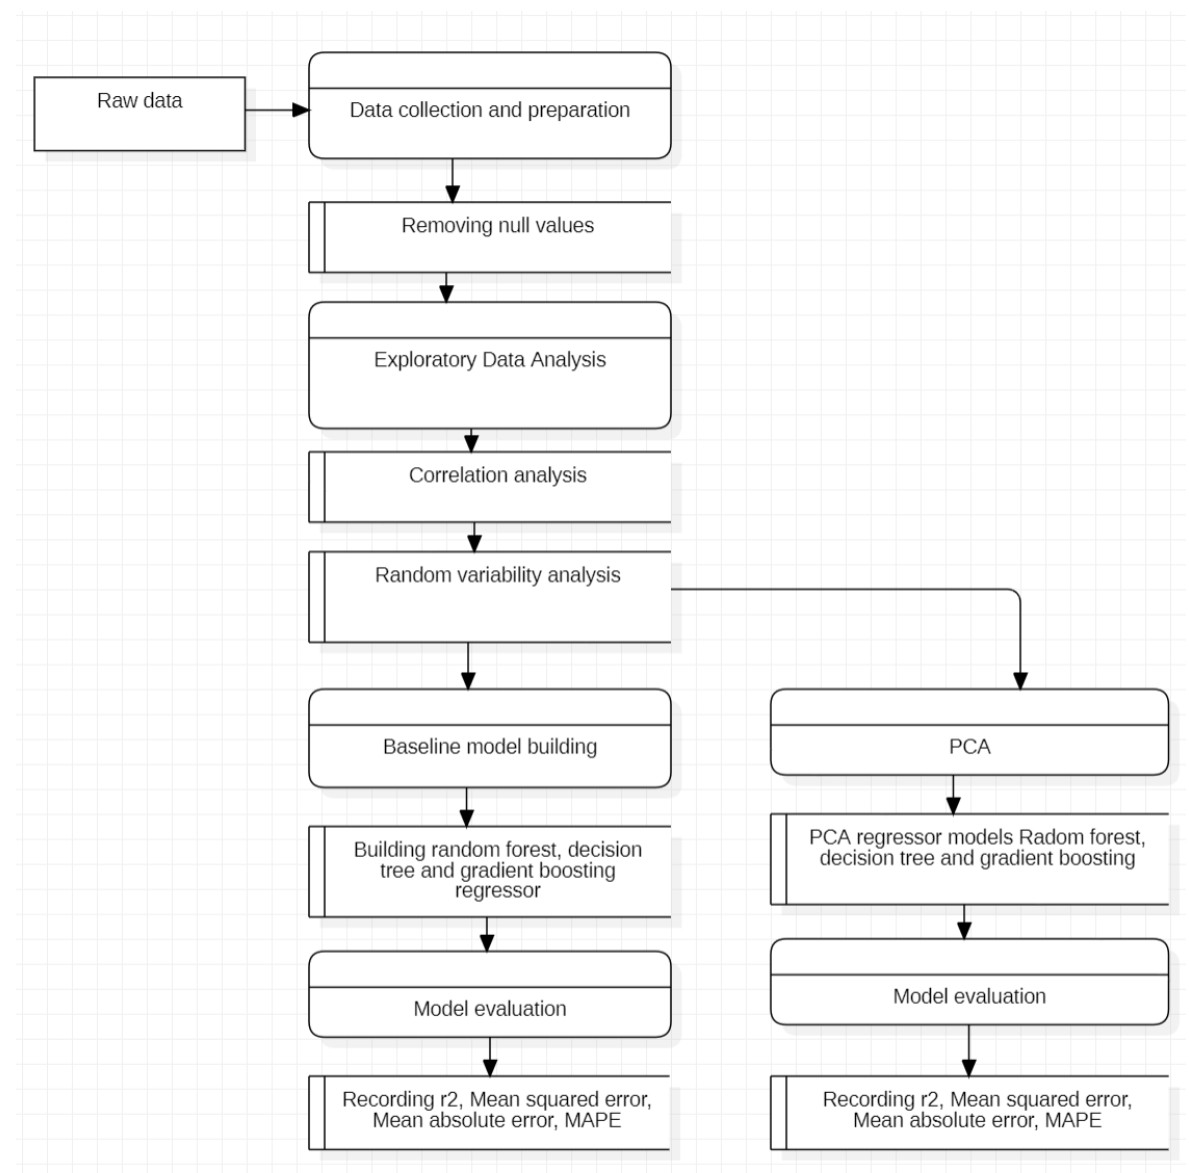 Raw data
Data collection and preparation
Removing null values
Exploratory Data Analysis
Correlation analysis
Random variability analysis
Baseline model building
Building random forest, decision
tree and gradient boosting
regressor
Model evaluation
Recording r2, Mean squared error,
Mean absolute error, MAPE
PCA
PCA regressor models Radom forest,
decision tree and gradient boosting
Model evaluation
Recording r2, Mean squared error,
Mean absolute error, MAPE